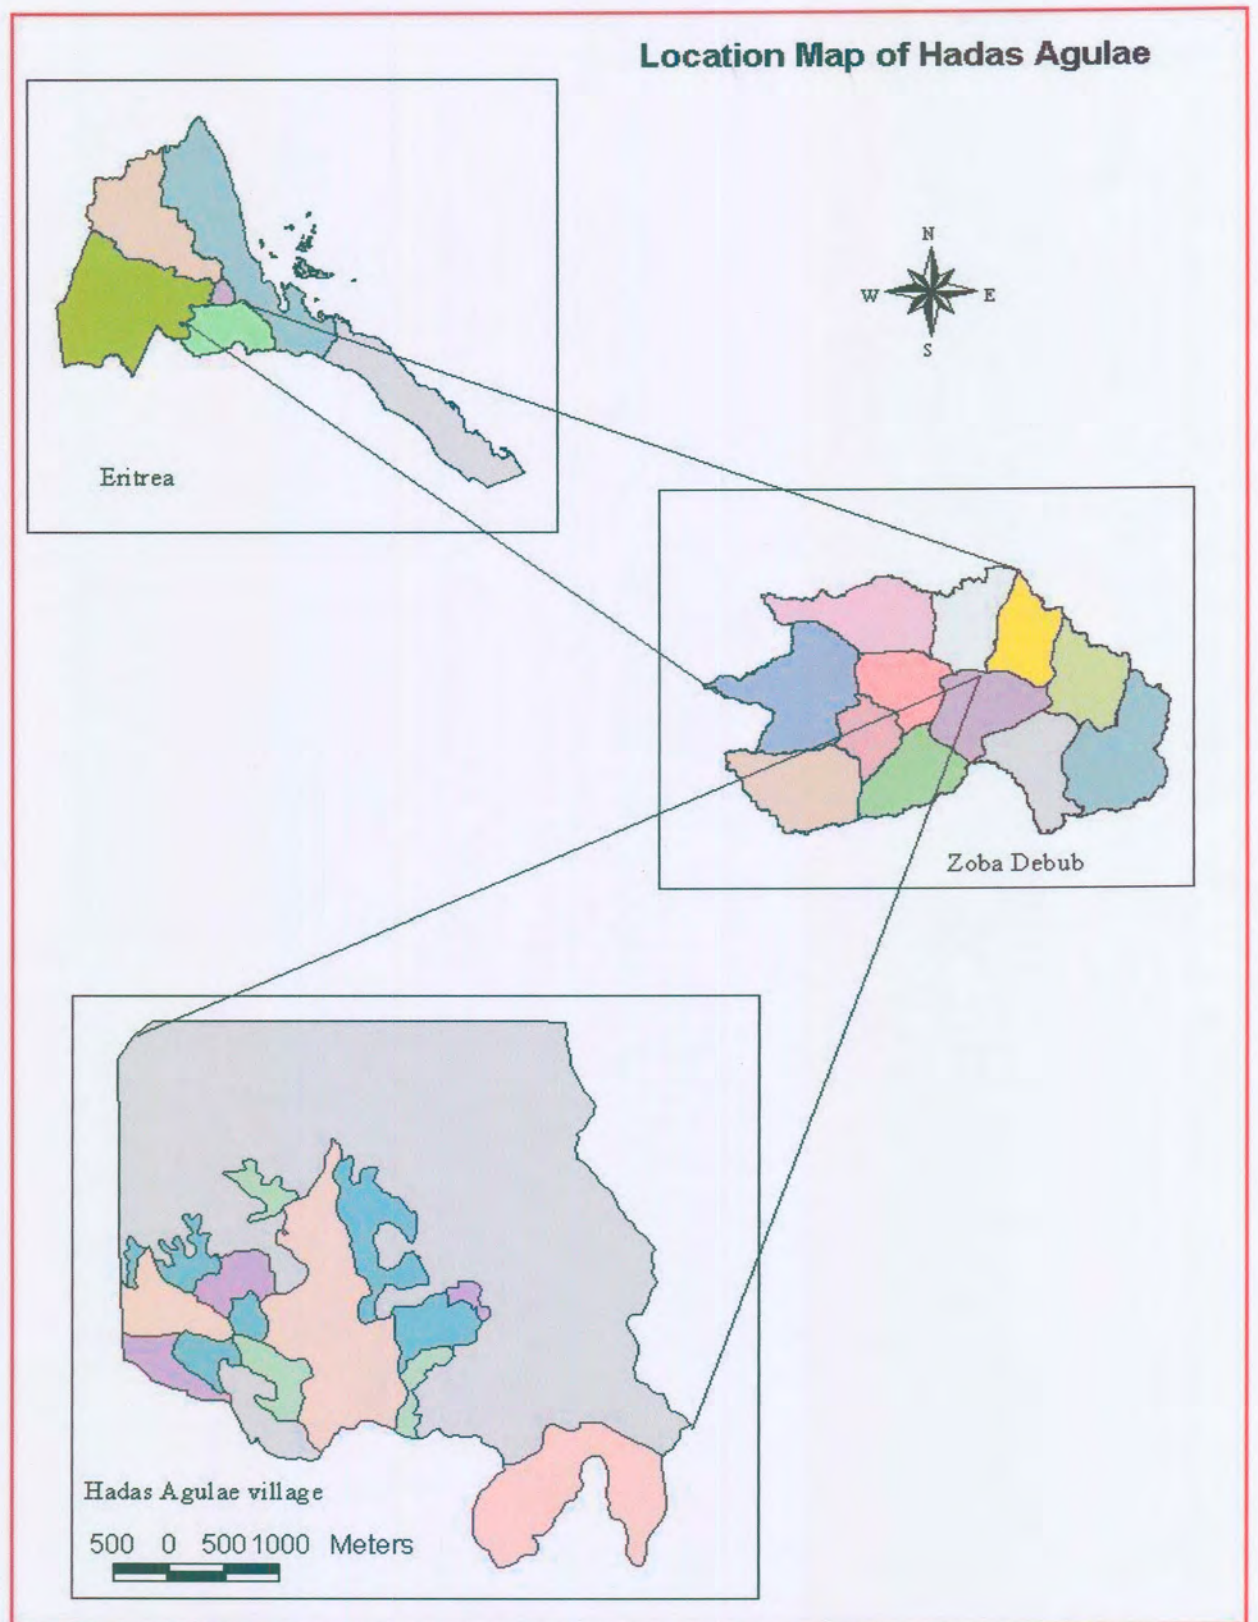 Location Map of Hadas Agulae
N
W E
S
Eritrea
Zoba Debub
Hadas Agulae village
500 0 500 1000 Meters